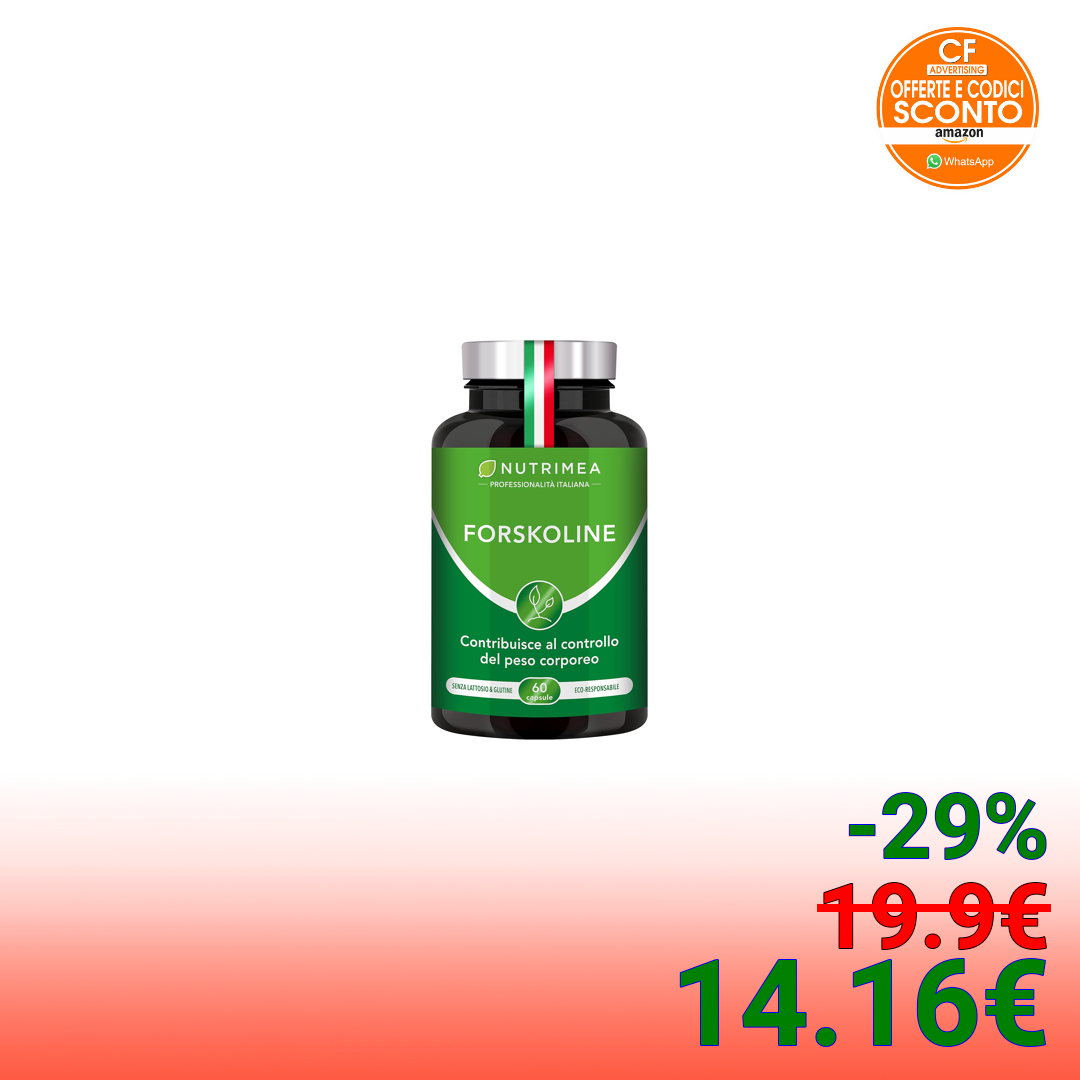 CF
ADVERTISING
OFFERTE E CODICI
SCONTO
amazon
WhatsApp
NUTRIMEA
PROFESSIONALITÀ ITALIANA
FORSKOLINE
Contribuisce al controllo
del peso corporeo
SENZA LATTOSIO & GLUTINE
60
capsule
ECO-RESPONSABILE
-29%
19.9€
14.16€